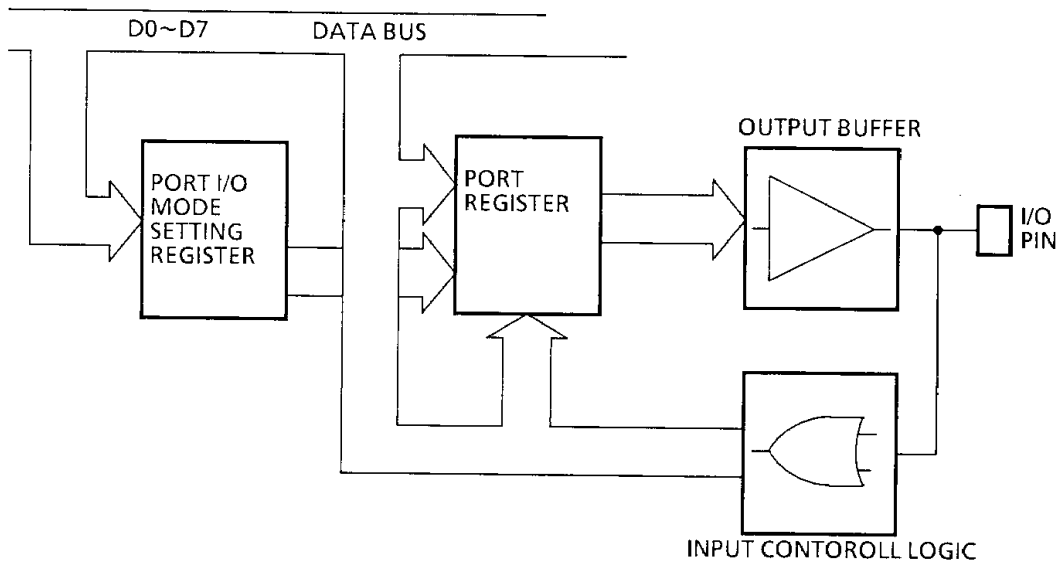 D0~D7 DATA BUS
PORT I/O
MODE
SETTING
REGISTER
PORT
REGISTER
OUTPUT BUFFER
I/O
PIN
INPUT CONTOROLL LOGIC